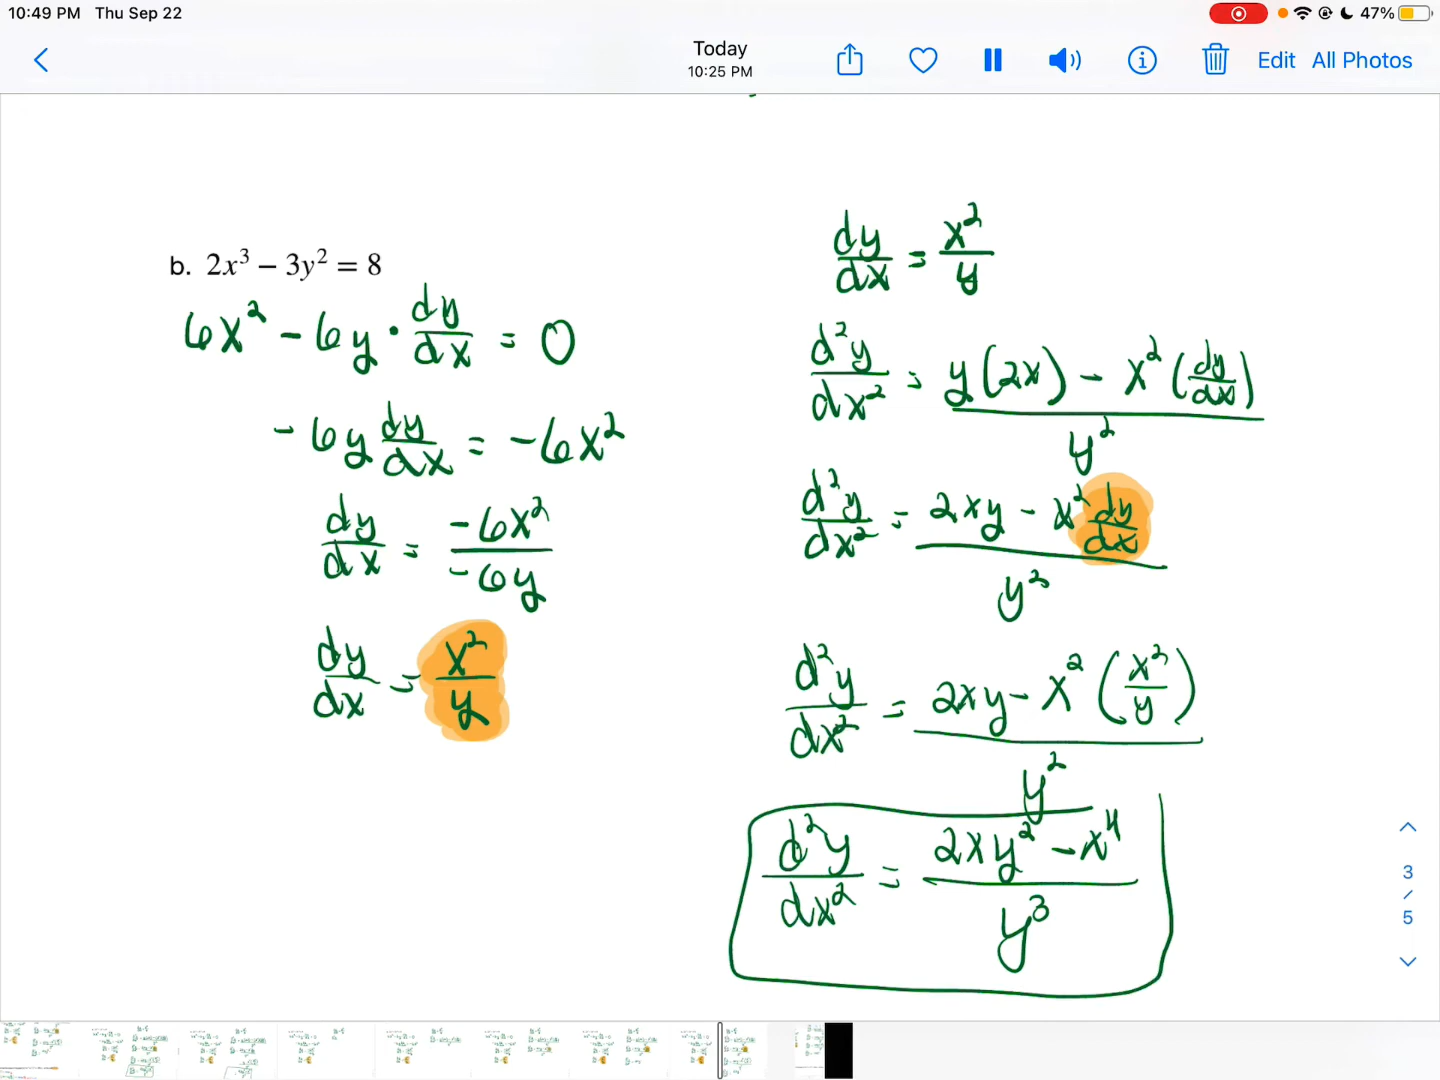 10:49 PM Thu Sep 22
47%
Today
10:25 PM
Edit All Photos
b. 2x³ – 3y² = 8
6x² - 6y · dy/dx = 0
-6y dy/dx = -6x²
dy/dx = -6x²/-6y
dy/dx = x²/y
dy/dx = x²/y
d²y/dx² = y(2x) - x²(dy/dx) / y²
d²y/dx² = 2xy - x² dy/dx / y²
d²y/dx² = 2xy - x²(x²/y) / y²
d²y/dx² = 2xy² - x⁴ / y³
3
/
5